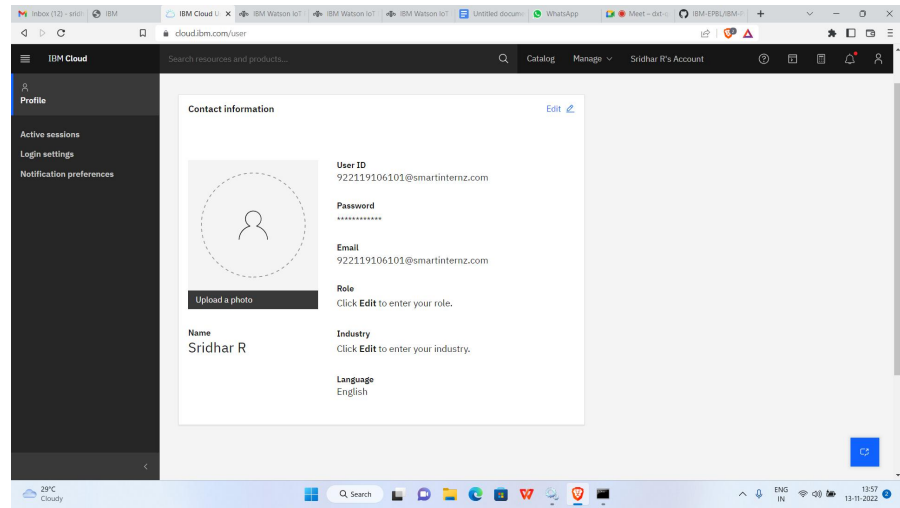 Inbox (12) - sridh
IBM
IBM Cloud U
IBM Watson IoT
IBM Watson IoT
IBM Watson IoT
Untitled docume
WhatsApp
Meet – dxt-
IBM-EPBL/IBM-
cloud.ibm.com/user
IBM Cloud
Search resources and products...
Catalog
Manage
Sridhar R's Account
Profile
Active sessions
Login settings
Notification preferences
Contact information
Edit
User ID
922119106101@smartinternz.com
Password
************
Email
922119106101@smartinternz.com
Role
Click Edit to enter your role.
Upload a photo
Name
Sridhar R
Industry
Click Edit to enter your industry.
Language
English
29°C
Cloudy
Search
ENG
IN
13:57
13-11-2022
2